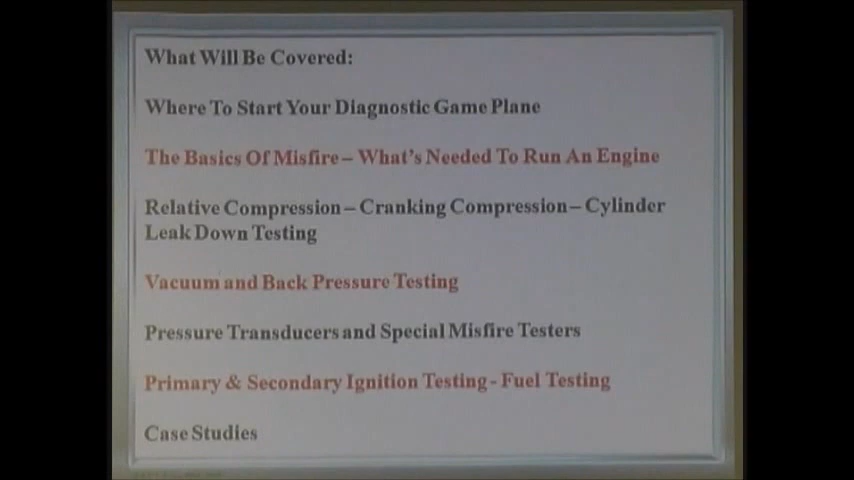 What Will Be Covered:
Where To Start Your Diagnostic Game Plane
The Basics Of Misfire – What's Needed To Run An Engine
Relative Compression – Cranking Compression – Cylinder
Leak Down Testing
Vacuum and Back Pressure Testing
Pressure Transducers and Special Misfire Testers
Primary & Secondary Ignition Testing - Fuel Testing
Case Studies